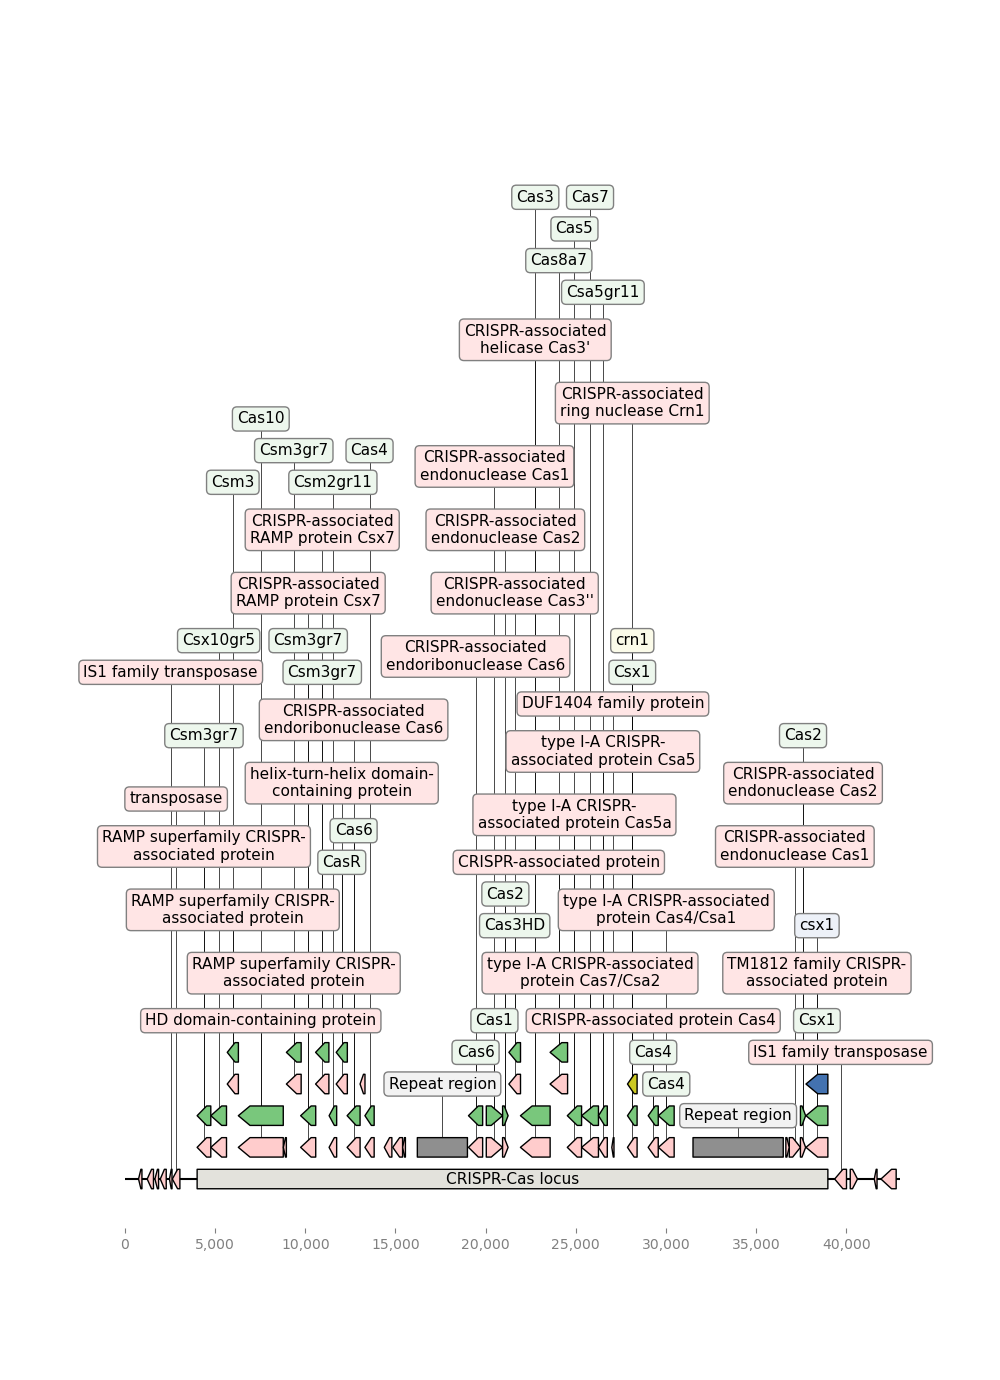 Cas3
Cas7
Cas5
Cas8a7
Csa5gr11
CRISPR-associated
helicase Cas3'
CRISPR-associated
ring nuclease Crn1
Cas10
Csm3gr7
Cas4
CRISPR-associated
endonuclease Cas1
Csm3
Csm2gr11
CRISPR-associated
RAMP protein Csx7
CRISPR-associated
endonuclease Cas2
CRISPR-associated
RAMP protein Csx7
CRISPR-associated
endonuclease Cas3''
Csx10gr5
Csm3gr7
crn1
CRISPR-associated
endoribonuclease Cas6
IS1 family transposase
Csm3gr7
Csx1
DUF1404 family protein
CRISPR-associated
endoribonuclease Cas6
Csm3gr7
Cas2
type I-A CRISPR-
associated protein Csa5
helix-turn-helix domain-
containing protein
CRISPR-associated
endonuclease Cas2
transposase
type I-A CRISPR-
associated protein Cas5a
Cas6
RAMP superfamily CRISPR-
associated protein
CRISPR-associated
endonuclease Cas1
CasR
CRISPR-associated protein
Cas2
RAMP superfamily CRISPR-
associated protein
type I-A CRISPR-associated
protein Cas4/Csa1
Cas3HD
csx1
RAMP superfamily CRISPR-
associated protein
type I-A CRISPR-associated
protein Cas7/Csa2
TM1812 family CRISPR-
associated protein
HD domain-containing protein
Cas1
CRISPR-associated protein Cas4
Csx1
Cas6
Cas4
IS1 family transposase
Repeat region
Cas4
Repeat region
CRISPR-Cas locus
0
5,000
10,000
15,000
20,000
25,000
30,000
35,000
40,000